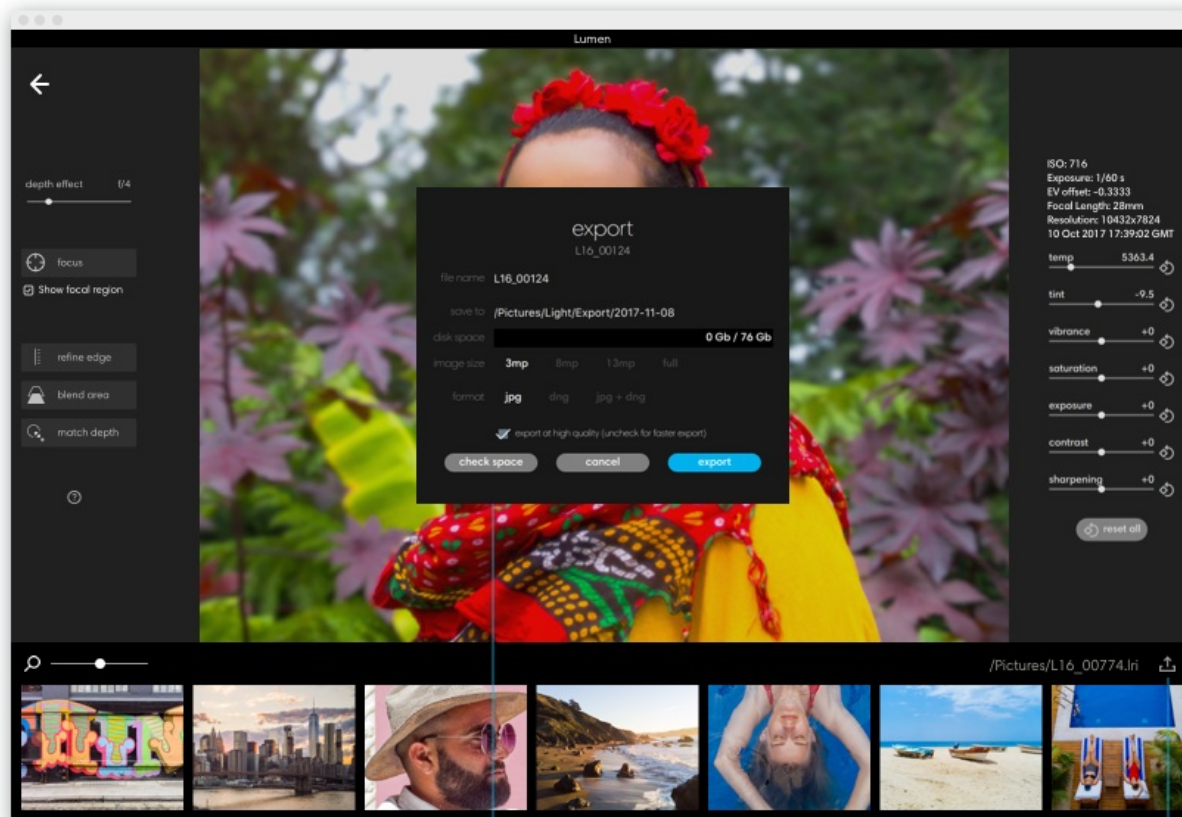 Lumen
depth effect f/4
focus
Show focal region
refine edge
blend area
match depth
?
export
L16_00124
file name L16_00124
save to /Pictures/Light/Export/2017-11-08
disk space 0 Gb / 76 Gb
image size 3mp 8mp 13mp full
format jpg dng jpg + dng
export at high quality (uncheck for faster export)
check space cancel export
ISO: 716
Exposure: 1/60 s
EV offset: -0.3333
Focal Length: 28mm
Resolution: 10432x7824
10 Oct 2017 17:39:02 GMT
temp 5363.4
tint -9.5
vibrance +0
saturation +0
exposure +0
contrast +0
sharpening +0
reset all
/Pictures/L16_00774.lri